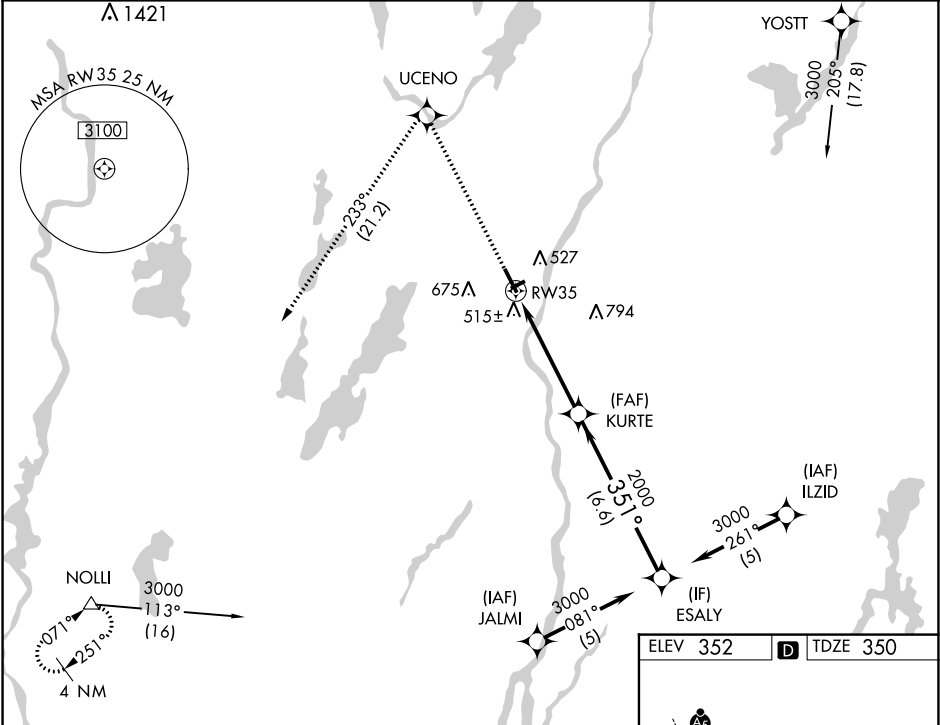 1421
YOSTT
3000
205°
(17.8)
UCENO
MSA RW35 25 NM
3100
233°
(21.2)
527
675
RW35
515±
794
(FAF)
KURTE
2000
351°
(6.6)
(IAF)
ILZID
3000
261°
(5)
NOLLI
3000
113°
(16)
071°
251°
4 NM
(IAF)
JALMI
3000
081°
(5)
(IF)
ESALY
ELEV 352
D
TDZE 350
A5